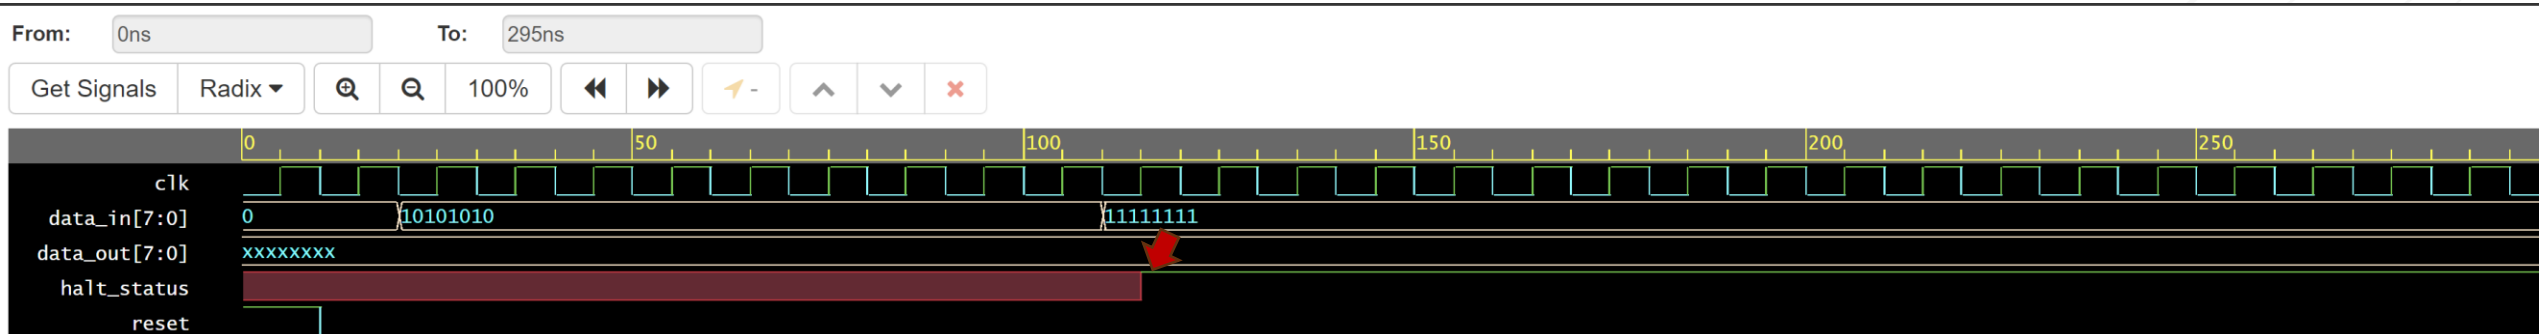 From: 0ns To: 295ns
Get Signals Radix 100% -
0 50 100 150 200 250
clk
data_in[7:0] 0 10101010 11111111
data_out[7:0] xxxxxxxx
halt_status
reset